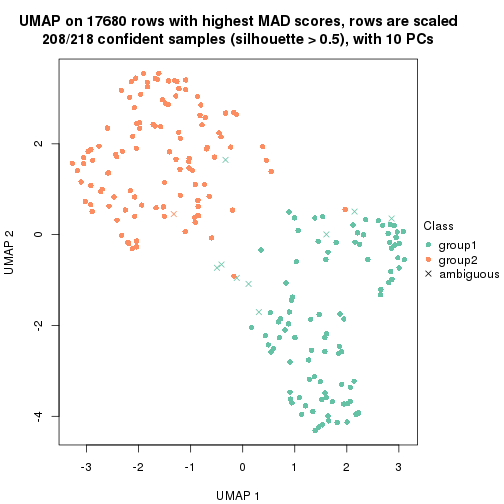 UMAP on 17680 rows with highest MAD scores, rows are scaled
208/218 confident samples (silhouette > 0.5), with 10 PCs
2
0
-2
-4
UMAP 2
-3 -2 -1 0 1 2 3
UMAP 1
Class
group1
group2
ambiguous